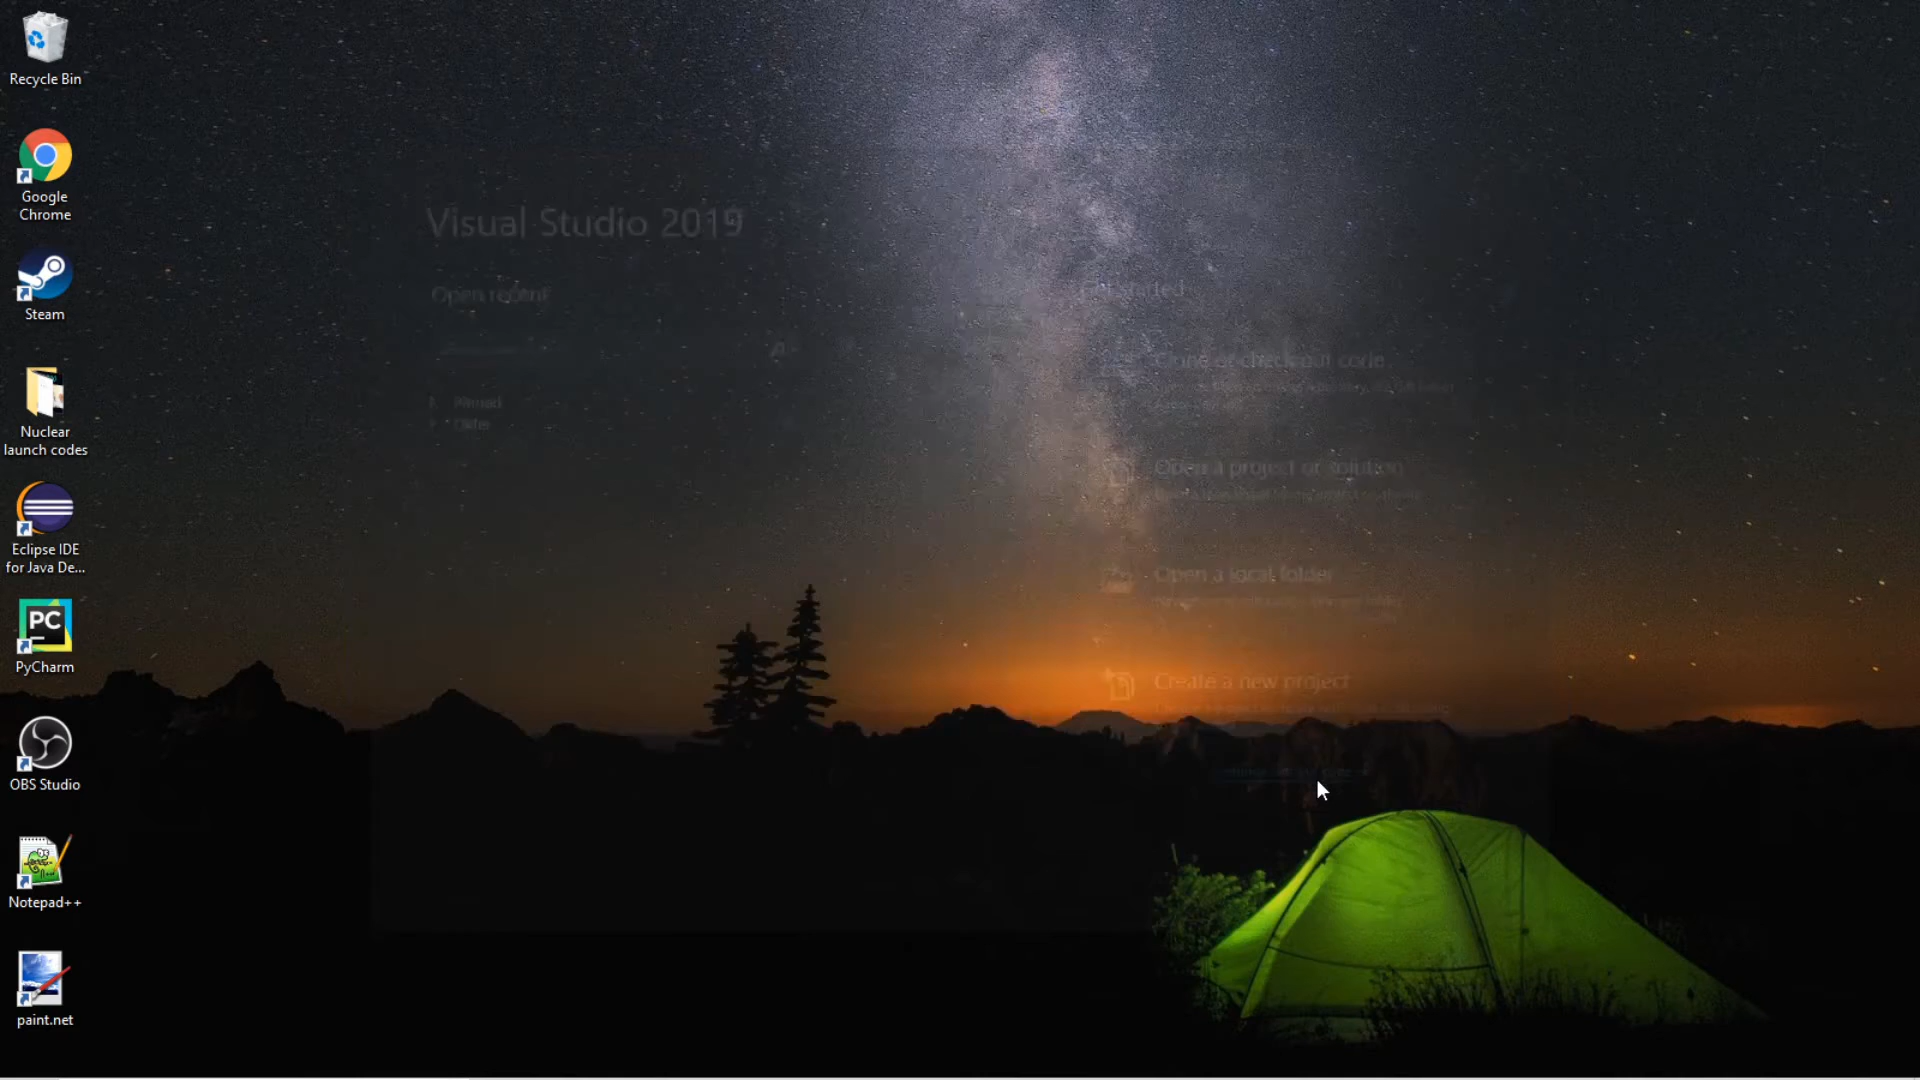 Recycle Bin
Google
Chrome
Steam
Nuclear
launch codes
Eclipse IDE
for Java De...
PC
PyCharm
OBS Studio
Notepad++
paint.net
Visual Studio 2019
Open recent
Pinned
Older
Get started
Clone or check out code
Open a project or solution
Open a local folder
Create a new project